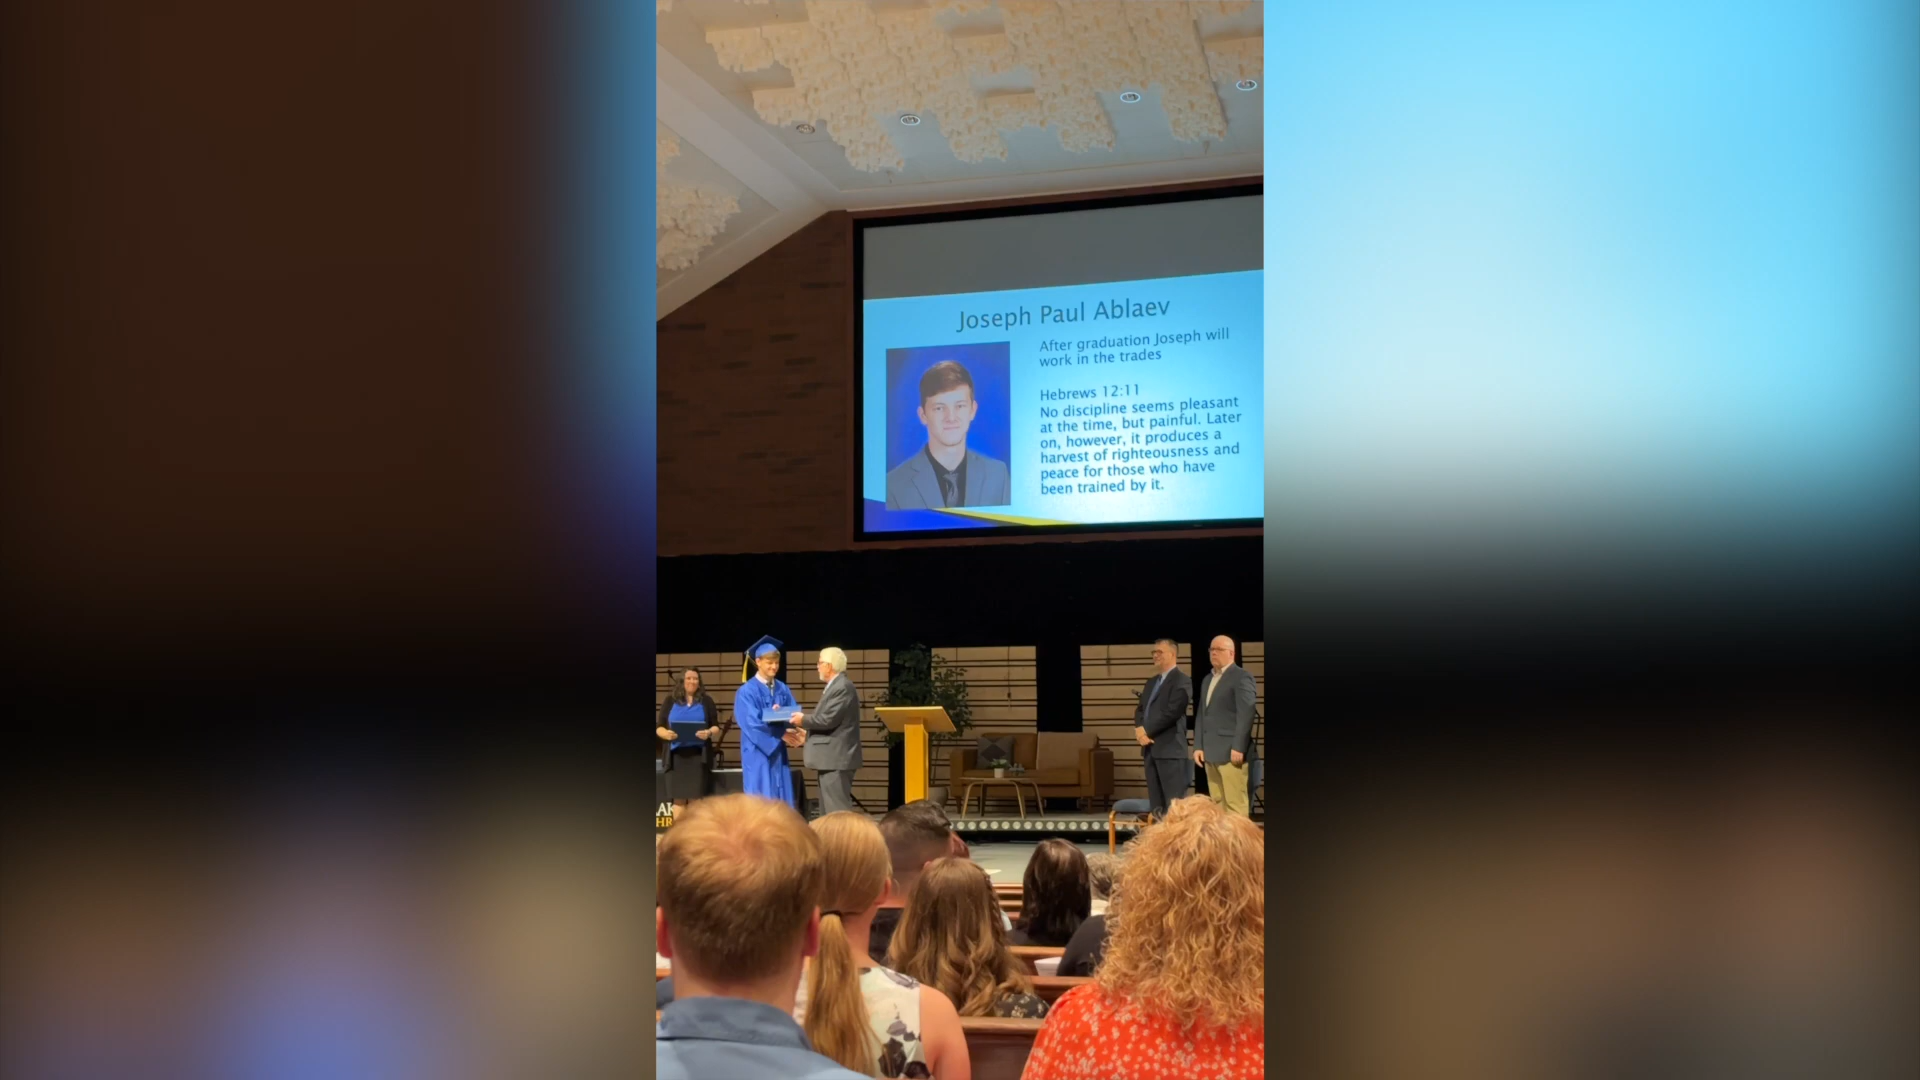 Joseph Paul Ablaev
After graduation Joseph will
work in the trades
Hebrews 12:11
No discipline seems pleasant
at the time, but painful. Later
on, however, it produces a
harvest of righteousness and
peace for those who have
been trained by it.
AK
HR